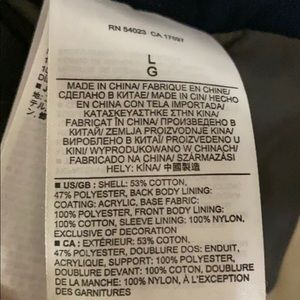 RN 54023 CA 17897
L
G
MADE IN CHINA/ FABRIQUE EN CHINE/
СДЕЛАНО В КИТАЕ/ MADE IN CIN/ HECHO
EN CHINA CON TELA IMPORTADA/
ΚΑΤΑΣΚΕΥΑΣΤΗΚΕ ΣΤΗΝ ΚΙΝΑ/
FABRICAT ÎN CHINA/ ПРОИЗВЕДЕНО В
КИТАЙ/ ZEMLJA PROIZVODNJE KINA/
ВИРОБЛЕНО В КИТАЇ/ PROIZVEDENO U
KINI/ WYPRODUKOWANO W CHINACH/
FABRICADO NA CHINA/ SZÁRMAZÁSI
HELY: KÍNA/ 中國製造
■ US/GB : SHELL: 53% COTTON,
47% POLYESTER, BACK BODY LINING:
COATING: ACRYLIC, BASE FABRIC:
100% POLYESTER, FRONT BODY LINING:
100% COTTON, SLEEVE LINING: 100% NYLON,
EXCLUSIVE OF DECORATION
■ CA : EXTÉRIEUR: 53% COTON,
47% POLYESTER, DOUBLURE DOS: ENDUIT,
ACRYLIQUE, SUPPORT: 100% POLYESTER,
DOUBLURE DEVANT: 100% COTON, DOUBLURE
DE LA MANCHE: 100% NYLON, À L'EXCEPTION
DES GARNITURES